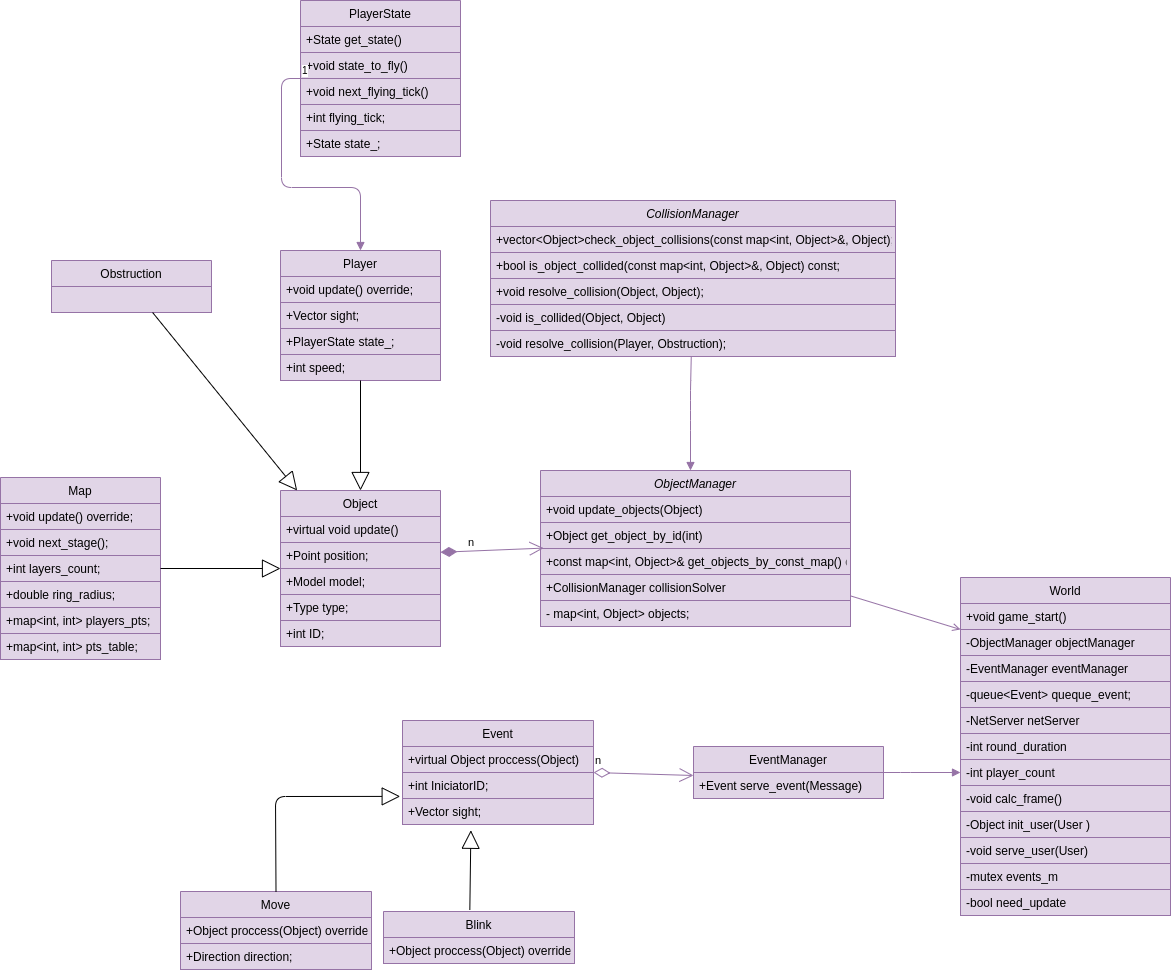 PlayerState
+State get_state()
+void state_to_fly()
1
+void next_flying_tick()
+int flying_tick;
+State state_;
CollisionManager
+vector<Object>check_object_collisions(const map<int, Object>&, Object);
+bool is_object_collided(const map<int, Object>&, Object) const;
+void resolve_collision(Object, Object);
-void is_collided(Object, Object)
-void resolve_collision(Player, Obstruction);
Player
+void update() override;
+Vector sight;
+PlayerState state_;
+int speed;
Obstruction
Map
+void update() override;
+void next_stage();
+int layers_count;
+double ring_radius;
+map<int, int> players_pts;
+map<int, int> pts_table;
Object
+virtual void update()
+Point position;
+Model model;
+Type type;
+int ID;
n
ObjectManager
+void update_objects(Object)
+Object get_object_by_id(int)
+const map<int, Object>& get_objects_by_const_map()
+CollisionManager collisionSolver
- map<int, Object> objects;
World
+void game_start()
-ObjectManager objectManager
-EventManager eventManager
-queue<Event> queque_event;
-NetServer netServer
-int round_duration
-int player_count
-void calc_frame()
-Object init_user(User )
-void serve_user(User)
-mutex events_m
-bool need_update
Event
+virtual Object proccess(Object)
+int IniciatorID;
+Vector sight;
n
EventManager
+Event serve_event(Message)
Move
+Object proccess(Object) override
+Direction direction;
Blink
+Object proccess(Object) override